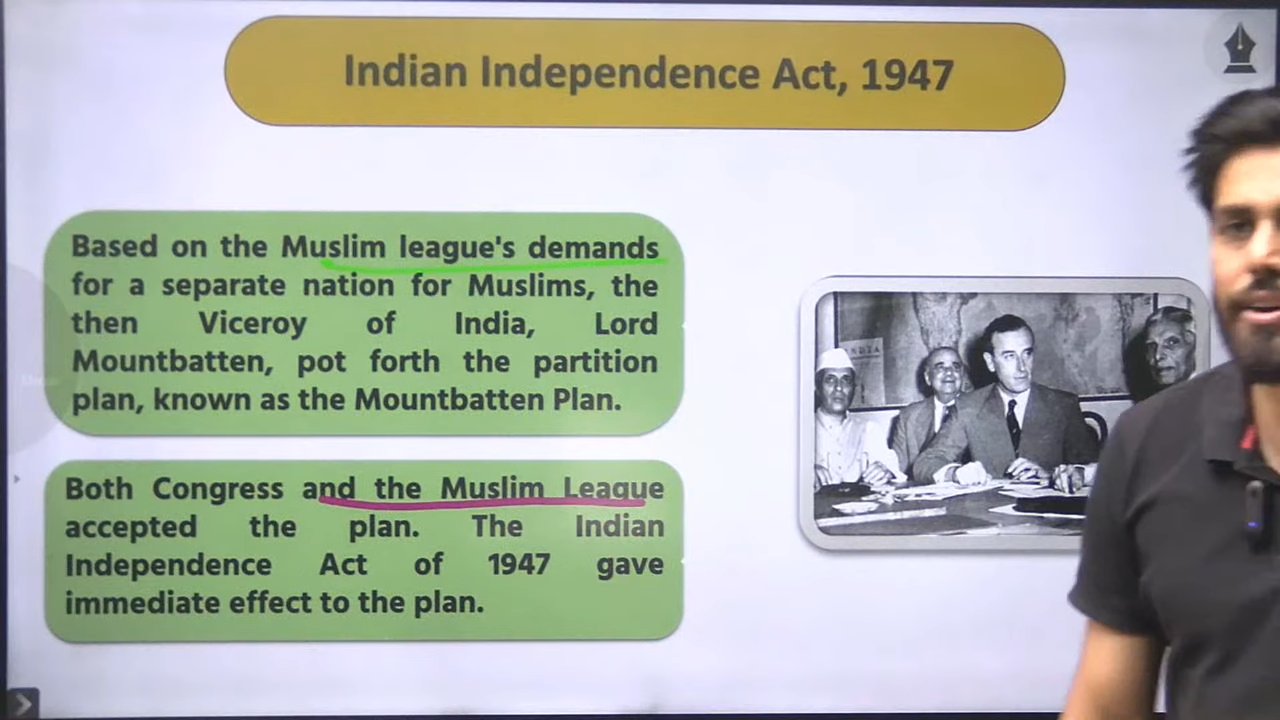 Indian Independence Act, 1947
Based on the Muslim league's demands
for a separate nation for Muslims, the
then Viceroy of India, Lord
Mountbatten, pot forth the partition
plan, known as the Mountbatten Plan.
Both Congress and the Muslim League
accepted the plan. The Indian
Independence Act of 1947 gave
immediate effect to the plan.
INDIA